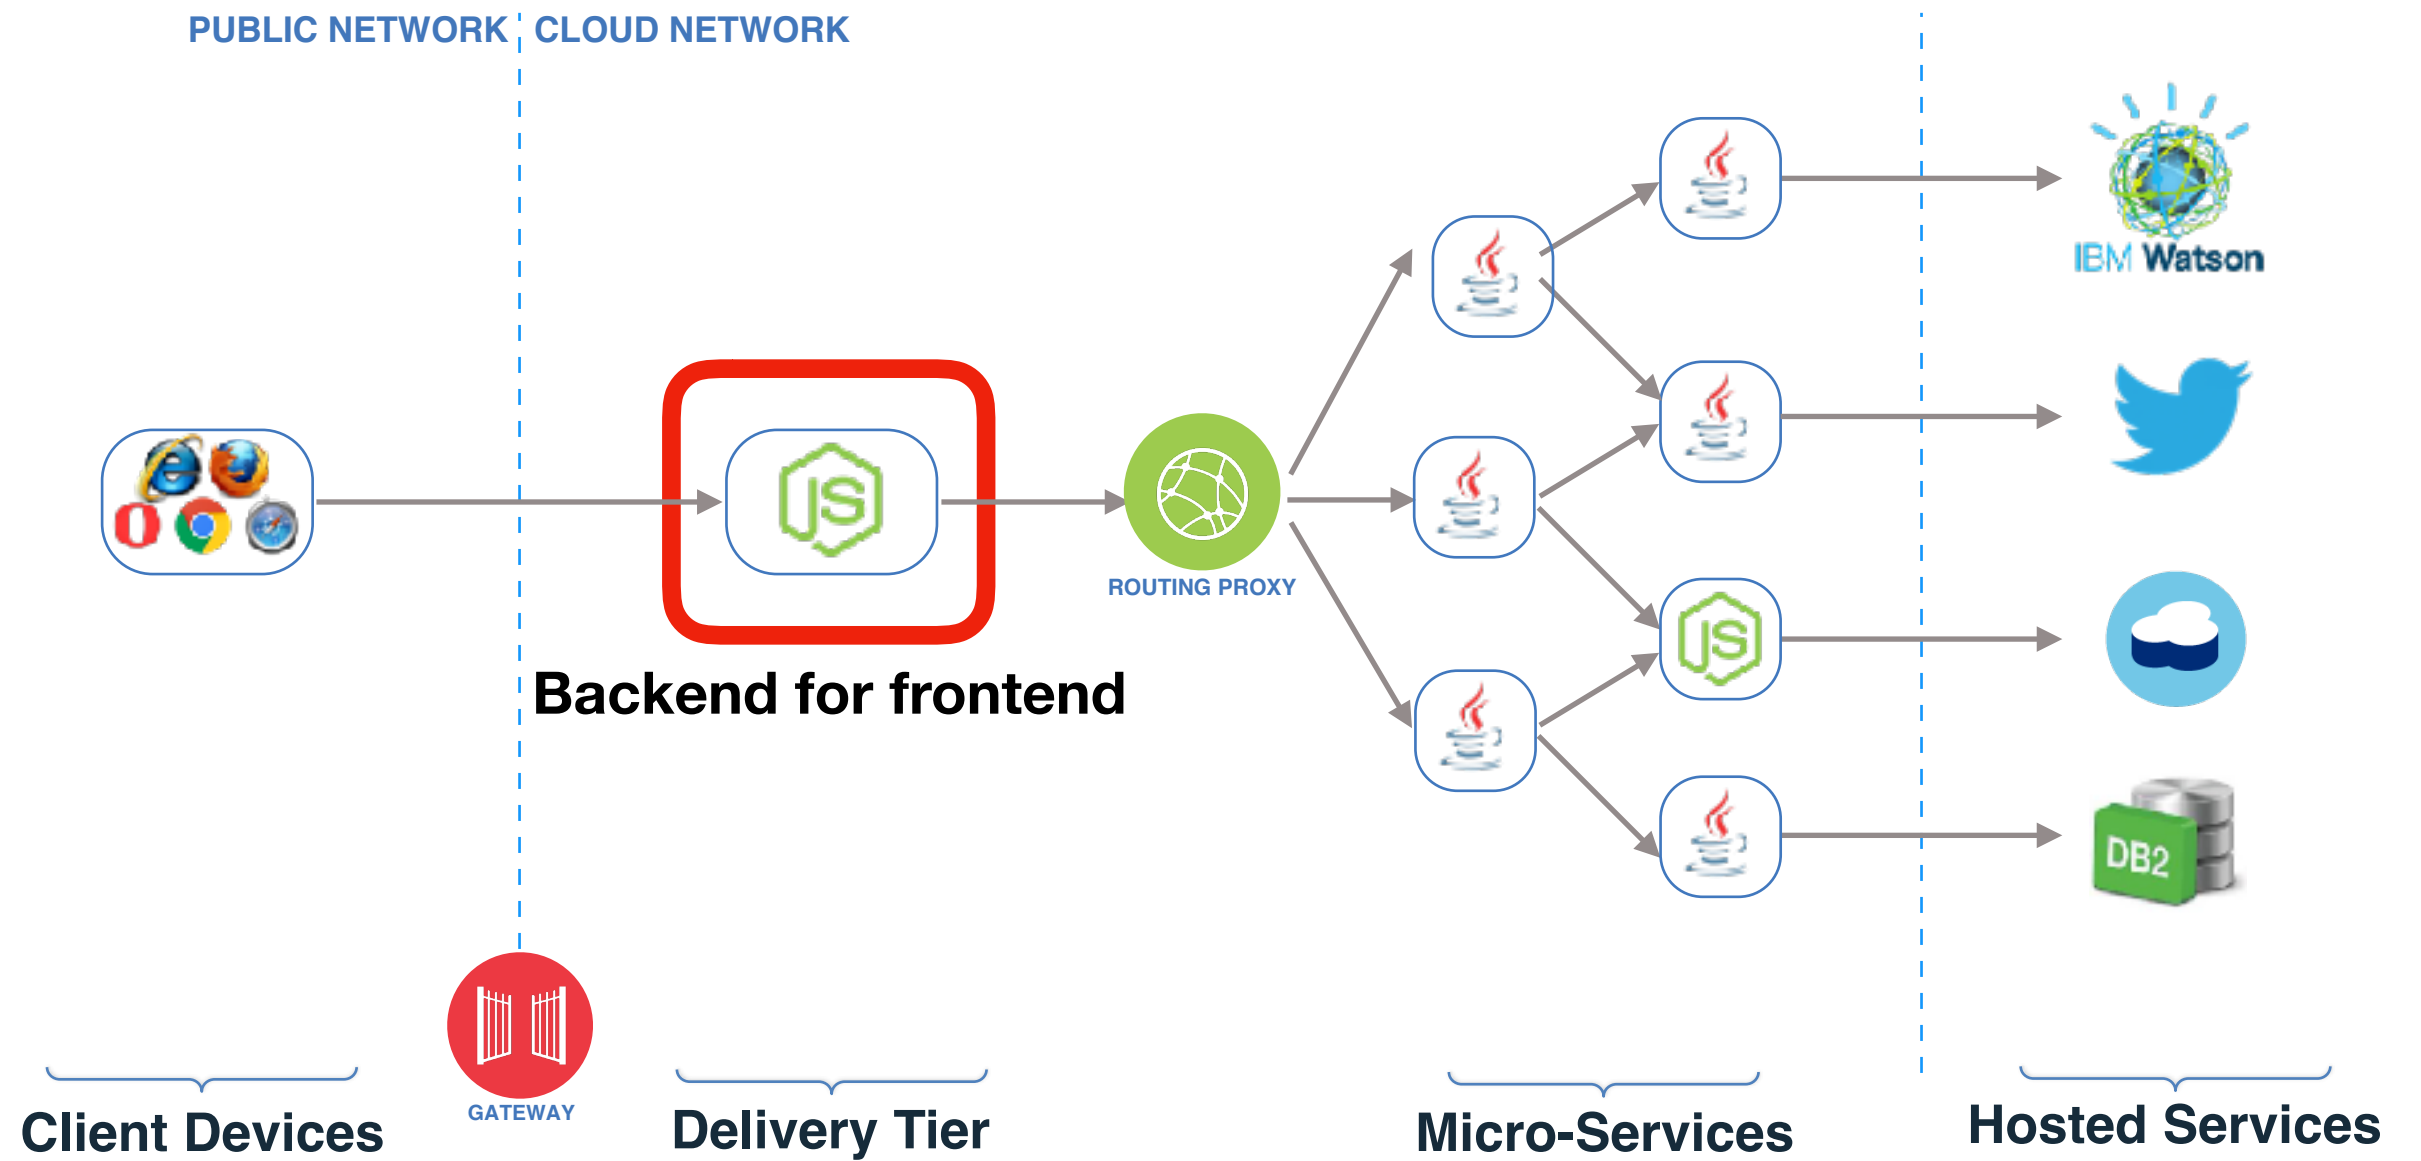 PUBLIC NETWORK
CLOUD NETWORK
IBM Watson
JS
ROUTING PROXY
JS
Backend for frontend
DB2
GATEWAY
Client Devices
Delivery Tier
Micro-Services
Hosted Services